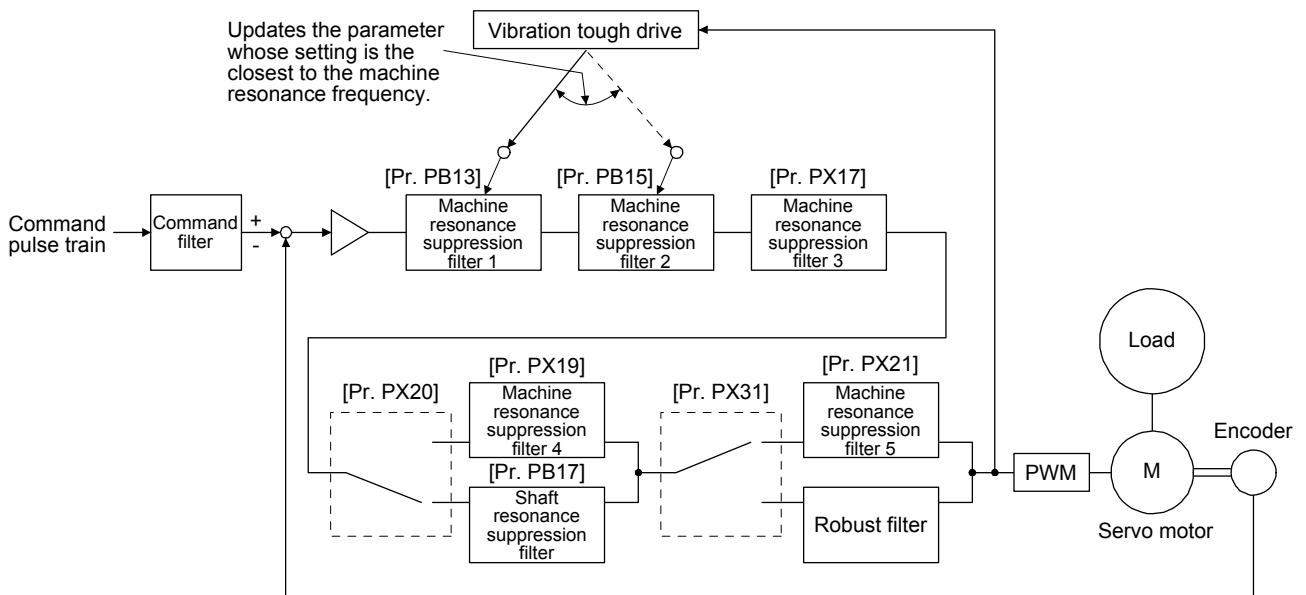 Updates the parameter
whose setting is the
closest to the machine
resonance frequency.
Vibration tough drive
[Pr. PB13]
[Pr. PB15]
[Pr. PX17]
Command
pulse train
Command
filter
+
-
Machine
resonance
suppression
filter 1
Machine
resonance
suppression
filter 2
Machine
resonance
suppression
filter 3
Load
[Pr. PX20]
[Pr. PX19]
Machine
resonance
suppression
filter 4
[Pr. PB17]
Shaft
resonance
suppression
filter
[Pr. PX31]
[Pr. PX21]
Machine
resonance
suppression
filter 5
Robust filter
PWM
M
Servo motor
Encoder